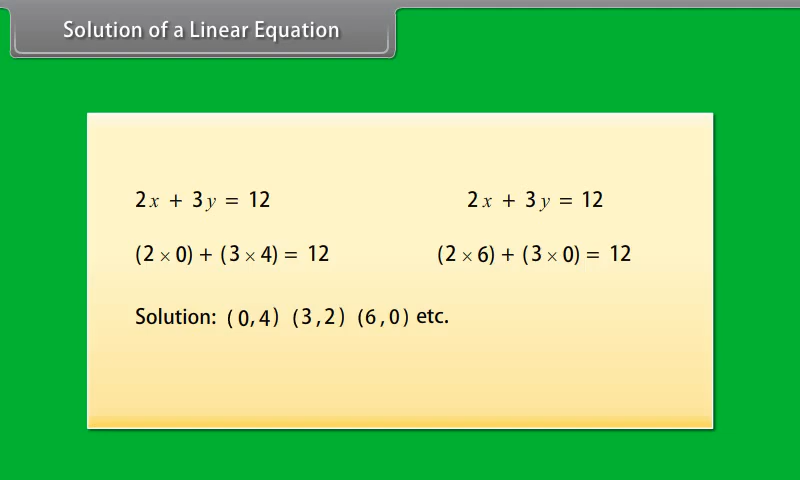 Solution of a Linear Equation
2x + 3y = 12 2x + 3y = 12
(2 × 0) + (3 × 4) = 12 (2 × 6) + (3 × 0) = 12
Solution: (0,4) (3,2) (6,0) etc.